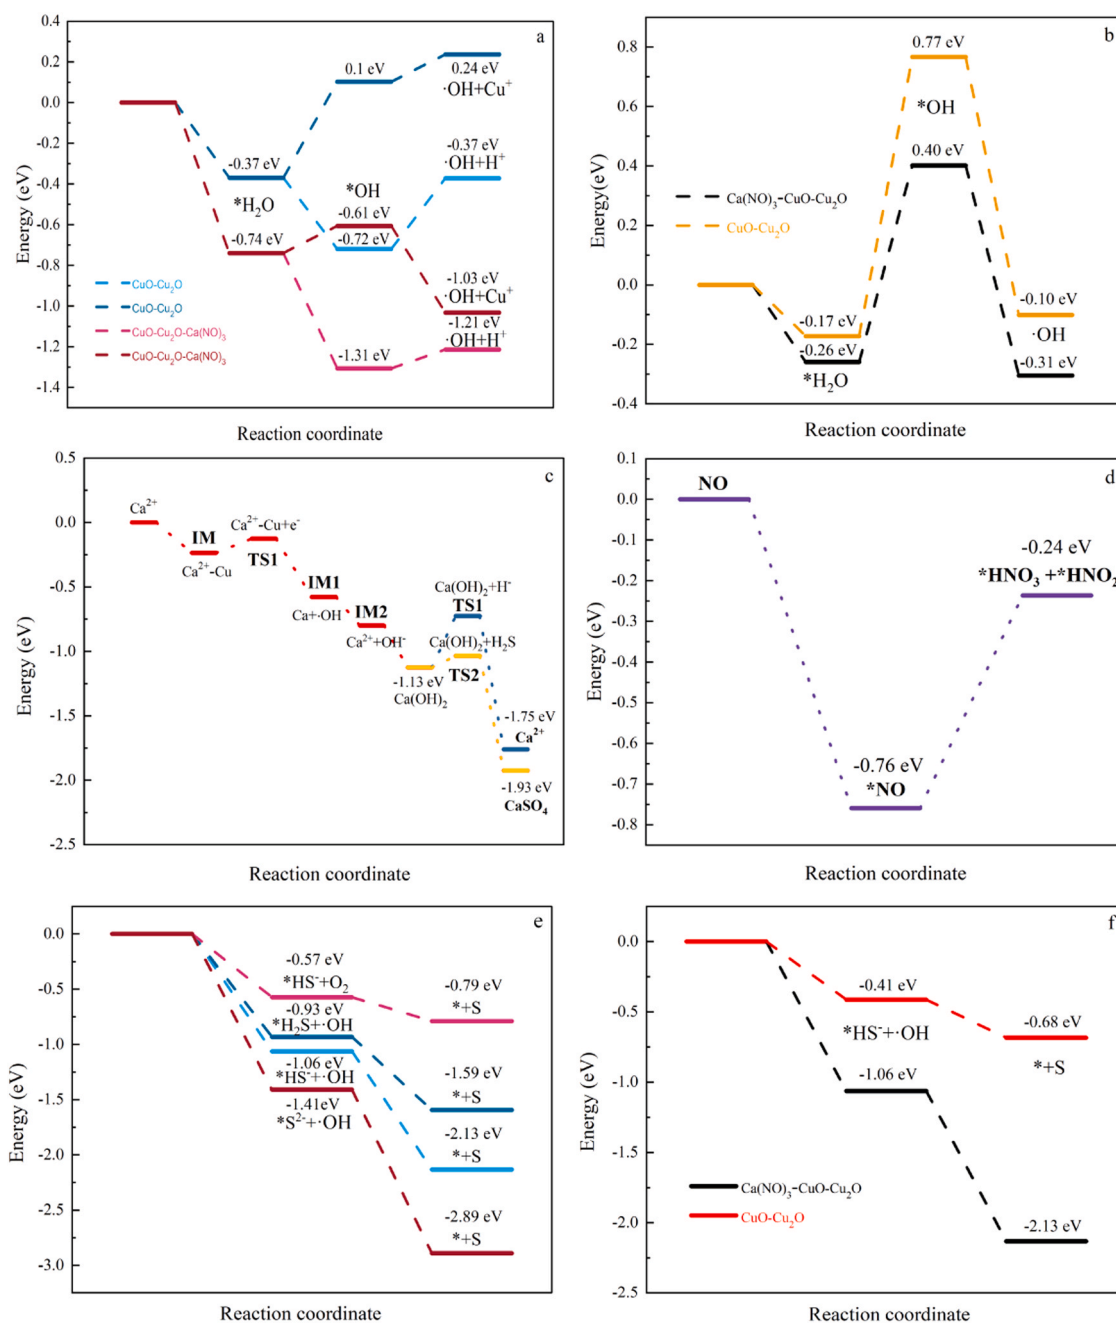 a
0.4
0.2
0.0
-0.2
-0.4
-0.6
-0.8
-1.0
-1.2
-1.4
Energy (eV)
0.1 eV
0.24 eV
·OH+Cu⁺
-0.37 eV
·OH+H⁺
-0.37 eV
*H₂O
*OH
-0.61 eV
-0.72 eV
-0.74 eV
-1.03 eV
·OH+Cu⁺
-1.21 eV
·OH+H⁺
-1.31 eV
CuO-Cu₂O
CuO-Cu₂O
CuO-Cu₂O-Ca(NO)₃
CuO-Cu₂O-Ca(NO)₃
Reaction coordinate
b
0.8
0.6
0.4
0.2
0.0
-0.2
-0.4
Energy(eV)
0.77 eV
*OH
0.40 eV
Ca(NO)₃-CuO-Cu₂O
CuO-Cu₂O
-0.17 eV
-0.26 eV
*H₂O
-0.10 eV
·OH
-0.31 eV
Reaction coordinate
c
0.5
0.0
-0.5
-1.0
-1.5
-2.0
-2.5
Energy (eV)
Ca²⁺
IM
Ca²⁺-Cu
Ca²⁺-Cu+e⁻
TS1
IM1
Ca+·OH
IM2
Ca²⁺+OH⁻
Ca(OH)₂+H⁻
TS1
Ca(OH)₂+H₂S
TS2
-1.13 eV
Ca(OH)₂
-1.75 eV
Ca²⁺
-1.93 eV
CaSO₄
Reaction coordinate
d
0.1
0.0
-0.1
-0.2
-0.3
-0.4
-0.5
-0.6
-0.7
-0.8
Energy (eV)
NO
-0.24 eV
*HNO₃ +*HNO₂
-0.76 eV
*NO
Reaction coordinate
e
0.0
-0.5
-1.0
-1.5
-2.0
-2.5
-3.0
Energy (eV)
-0.57 eV
*HS⁻+O₂
-0.79 eV
*+S
-0.93 eV
*H₂S+·OH
-1.06 eV
*HS⁻+·OH
-1.41eV
*S²⁻+·OH
-1.59 eV
*+S
-2.13 eV
*+S
-2.89 eV
*+S
Reaction coordinate
f
0.0
-0.5
-1.0
-1.5
-2.0
-2.5
Energy (eV)
-0.41 eV
*HS⁻+·OH
-0.68 eV
*+S
-1.06 eV
Ca(NO)₃-CuO-Cu₂O
CuO-Cu₂O
-2.13 eV
Reaction coordinate